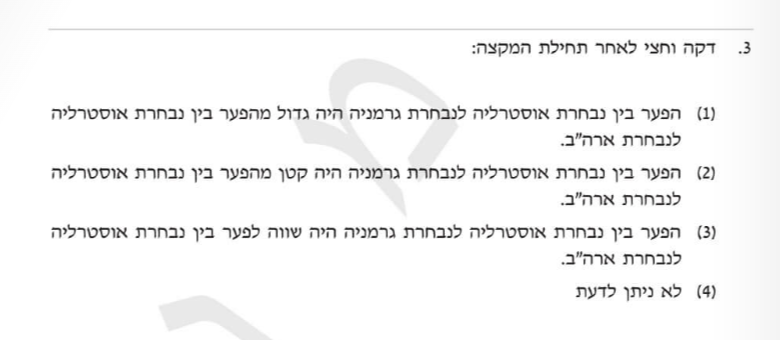 3. דקה וחצי לאחר תחילת המקצה:
(1) הפער בין נבחרת אוסטרליה לנבחרת גרמניה היה גדול מהפער בין נבחרת אוסטרליה
לנבחרת ארה"ב.
(2) הפער בין נבחרת אוסטרליה לנבחרת גרמניה היה קטן מהפער בין נבחרת אוסטרליה
לנבחרת ארה"ב.
(3) הפער בין נבחרת אוסטרליה לנבחרת גרמניה היה שווה לפער בין נבחרת אוסטרליה
לנבחרת ארה"ב.
(4) לא ניתן לדעת